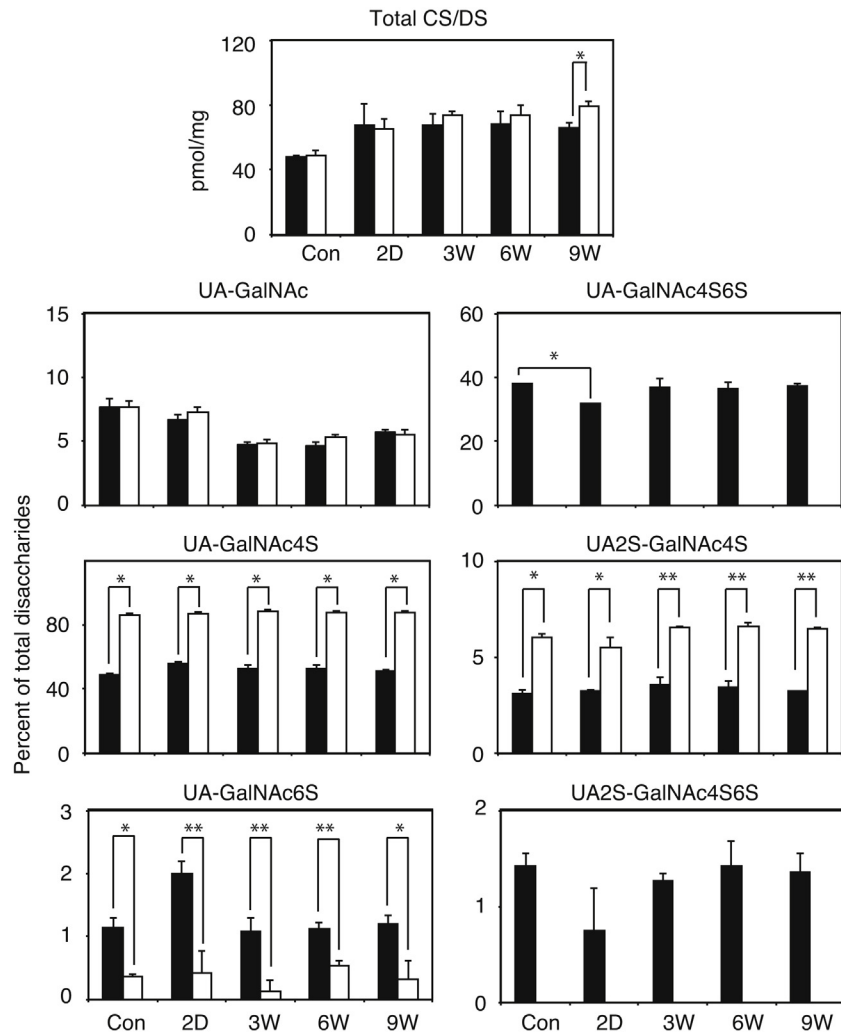 Total CS/DS
120
*
80
pmol/mg
40
0
Con 2D 3W 6W 9W
UA-GalNAc
UA-GalNAc4S6S
15
10
5
0
60
*
40
20
0
Percent of total disaccharides
UA-GalNAc4S
UA2S-GalNAc4S
* * * * *
80
40
0
10
* * ** ** **
5
0
UA-GalNAc6S
UA2S-GalNAc4S6S
3
* ** ** ** *
2
1
0
2
1
0
Con 2D 3W 6W 9W
Con 2D 3W 6W 9W